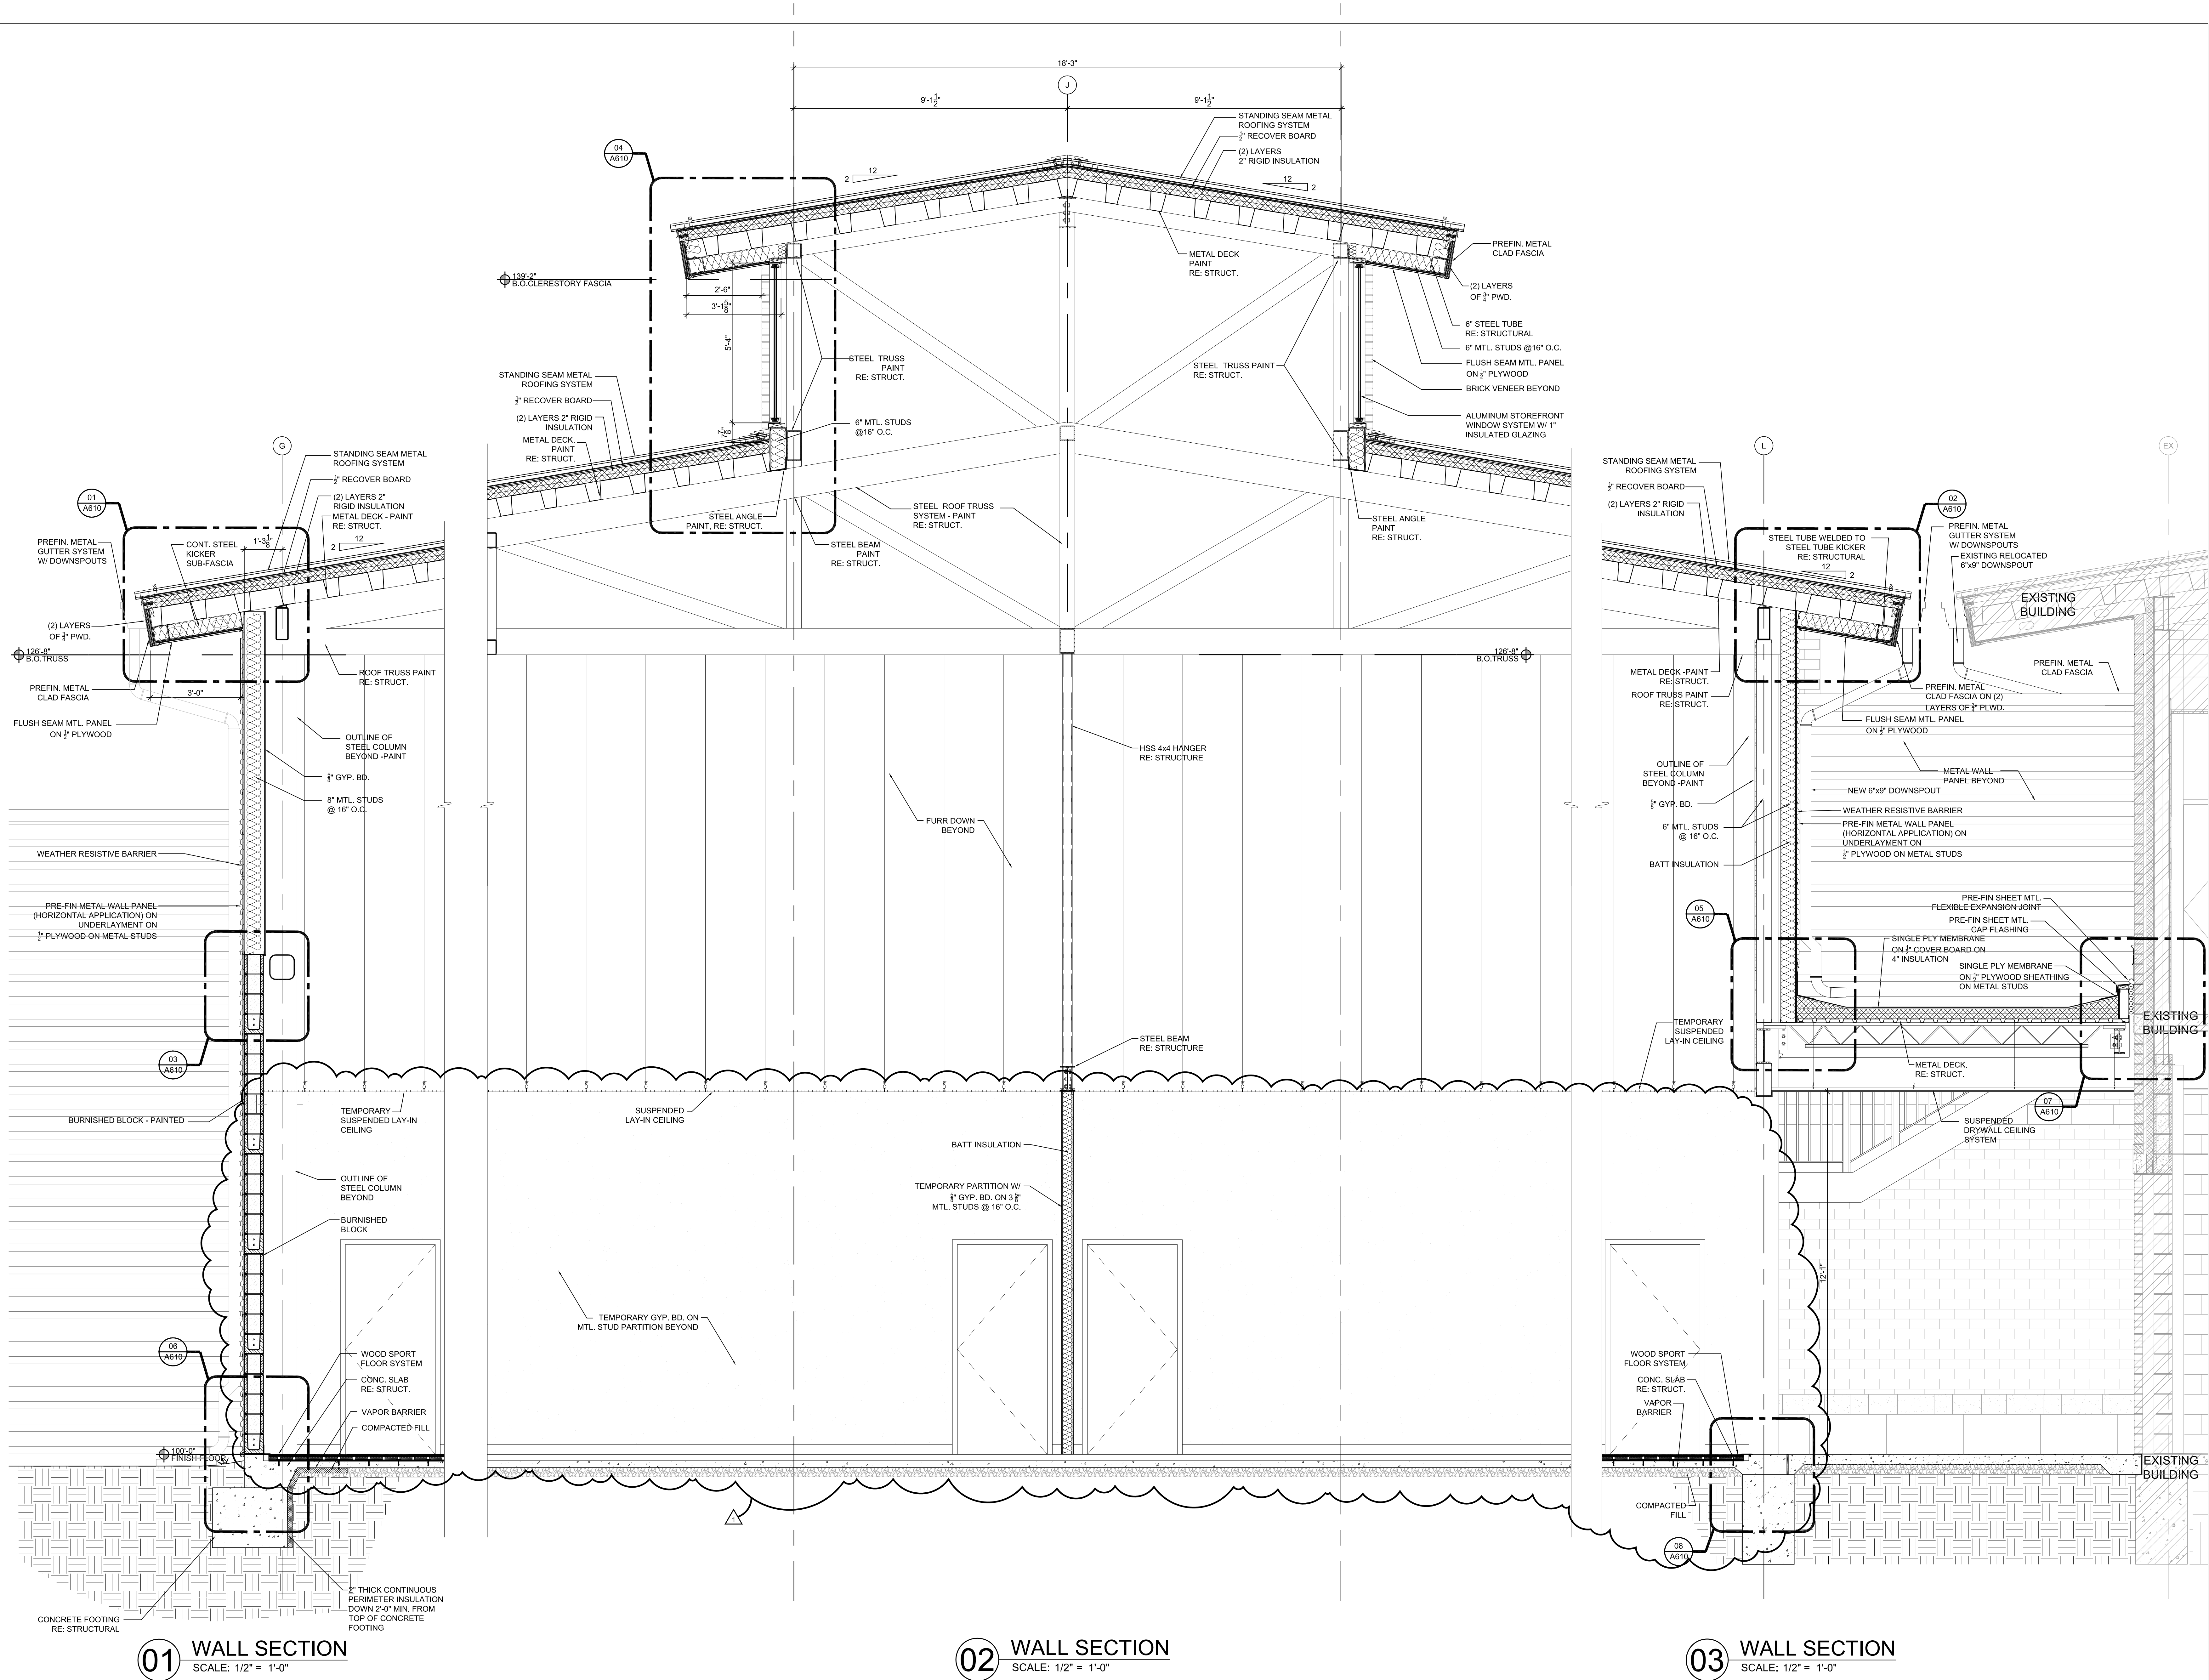 18'-3"
J
9'-1 1/2"
9'-1 1/2"
STANDING SEAM METAL
ROOFING SYSTEM
1/2" RECOVER BOARD
(2) LAYERS
2" RIGID INSULATION
04
A610
12
2
12
2
METAL DECK
PAINT
RE: STRUCT.
PREFIN. METAL
CLAD FASCIA
139'-2"
B.O.CLERESTORY FASCIA
2'-6"
3'-1 5/8"
5'-4"
7 7/8"
(2) LAYERS
OF 3/4" PWD.
6" STEEL TUBE
RE: STRUCTURAL
6" MTL. STUDS @16" O.C.
FLUSH SEAM MTL. PANEL
ON 1/2" PLYWOOD
BRICK VENEER BEYOND
ALUMINUM STOREFRONT
WINDOW SYSTEM W/ 1"
INSULATED GLAZING
STEEL TRUSS
PAINT
RE: STRUCT.
STEEL TRUSS PAINT
RE: STRUCT.
STANDING SEAM METAL
ROOFING SYSTEM
1/2" RECOVER BOARD
(2) LAYERS 2" RIGID
INSULATION
METAL DECK.
PAINT
RE: STRUCT.
6" MTL. STUDS
@16" O.C.
STEEL ANGLE
PAINT, RE: STRUCT.
STEEL BEAM
PAINT
RE: STRUCT.
STEEL ROOF TRUSS
SYSTEM - PAINT
RE: STRUCT.
STEEL ANGLE
PAINT
RE: STRUCT.
G
STANDING SEAM METAL
ROOFING SYSTEM
1/2" RECOVER BOARD
(2) LAYERS 2"
RIGID INSULATION
METAL DECK - PAINT
RE: STRUCT.
01
A610
PREFIN. METAL
GUTTER SYSTEM
W/ DOWNSPOUTS
CONT. STEEL
KICKER
SUB-FASCIA
1'-3 1/8"
12
2
(2) LAYERS
OF 3/4" PWD.
126'-8"
B.O.TRUSS
PREFIN. METAL
CLAD FASCIA
3'-0"
ROOF TRUSS PAINT
RE: STRUCT.
FLUSH SEAM MTL. PANEL
ON 1/2" PLYWOOD
OUTLINE OF
STEEL COLUMN
BEYOND -PAINT
5/8" GYP. BD.
8" MTL. STUDS
@ 16" O.C.
WEATHER RESISTIVE BARRIER
PRE-FIN METAL WALL PANEL
(HORIZONTAL APPLICATION) ON
UNDERLAYMENT ON
1/2" PLYWOOD ON METAL STUDS
03
A610
BURNISHED BLOCK - PAINTED
TEMPORARY
SUSPENDED LAY-IN
CEILING
OUTLINE OF
STEEL COLUMN
BEYOND
BURNISHED
BLOCK
06
A610
WOOD SPORT
FLOOR SYSTEM
CONC. SLAB
RE: STRUCT.
VAPOR BARRIER
COMPACTED FILL
100'-0"
FINISH FLOOR
2" THICK CONTINUOUS
PERIMETER INSULATION
DOWN 2'-0" MIN. FROM
TOP OF CONCRETE
FOOTING
CONCRETE FOOTING
RE: STRUCTURAL
HSS 4x4 HANGER
RE: STRUCTURE
FURR DOWN
BEYOND
STEEL BEAM
RE: STRUCTURE
SUSPENDED
LAY-IN CEILING
BATT INSULATION
TEMPORARY PARTITION W/
5/8" GYP. BD. ON 3 5/8"
MTL. STUDS @ 16" O.C.
TEMPORARY GYP. BD. ON
MTL. STUD PARTITION BEYOND
1
L
EX
STANDING SEAM METAL
ROOFING SYSTEM
1/2" RECOVER BOARD
(2) LAYERS 2" RIGID
INSULATION
02
A610
STEEL TUBE WELDED TO
STEEL TUBE KICKER
RE: STRUCTURAL
12
2
PREFIN. METAL
GUTTER SYSTEM
W/ DOWNSPOUTS
EXISTING RELOCATED
6"x9" DOWNSPOUT
EXISTING
BUILDING
126'-8"
B.O.TRUSS
METAL DECK -PAINT
RE: STRUCT.
ROOF TRUSS PAINT
RE: STRUCT.
PREFIN. METAL
CLAD FASCIA
PREFIN. METAL
CLAD FASCIA ON (2)
LAYERS OF 3/4" PLWD.
FLUSH SEAM MTL. PANEL
ON 1/2" PLYWOOD
OUTLINE OF
STEEL COLUMN
BEYOND -PAINT
5/8" GYP. BD.
6" MTL. STUDS
@ 16" O.C.
BATT INSULATION
METAL WALL
PANEL BEYOND
NEW 6"x9" DOWNSPOUT
WEATHER RESISTIVE BARRIER
PRE-FIN METAL WALL PANEL
(HORIZONTAL APPLICATION) ON
UNDERLAYMENT ON
1/2" PLYWOOD ON METAL STUDS
05
A610
PRE-FIN SHEET MTL.
FLEXIBLE EXPANSION JOINT
PRE-FIN SHEET MTL.
CAP FLASHING
SINGLE PLY MEMBRANE
ON 1/2" COVER BOARD ON
4" INSULATION
SINGLE PLY MEMBRANE
ON 1/2" PLYWOOD SHEATHING
ON METAL STUDS
EXISTING
BUILDING
TEMPORARY
SUSPENDED
LAY-IN CEILING
METAL DECK.
RE: STRUCT.
07
A610
SUSPENDED
DRYWALL CEILING
SYSTEM
12'-1"
WOOD SPORT
FLOOR SYSTEM
CONC. SLAB
RE: STRUCT.
VAPOR
BARRIER
COMPACTED
FILL
08
A610
EXISTING
BUILDING
01 WALL SECTION
SCALE: 1/2" = 1'-0"
02 WALL SECTION
SCALE: 1/2" = 1'-0"
03 WALL SECTION
SCALE: 1/2" = 1'-0"